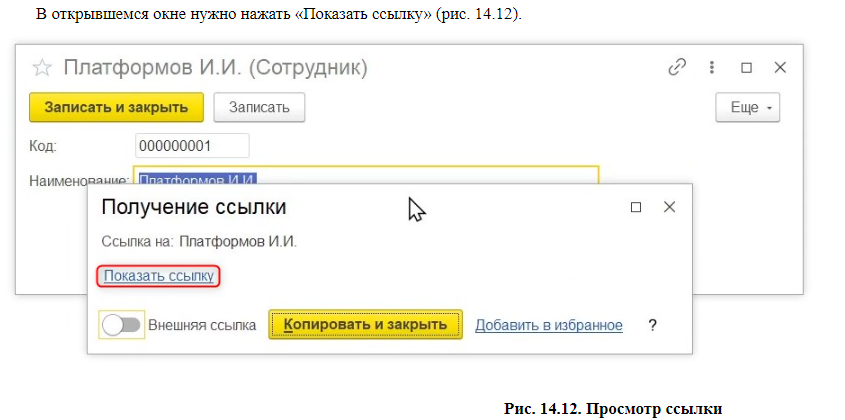 В открывшемся окне нужно нажать «Показать ссылку» (рис. 14.12).
Платформов И.И. (Сотрудник)
Записать и закрыть
Записать
Еще
Код:
000000001
Наименование:
Платформов И.И.
Получение ссылки
Ссылка на: Платформов И.И.
Показать ссылку
Внешняя ссылка
Копировать и закрыть
Добавить в избранное
?
Рис. 14.12. Просмотр ссылки